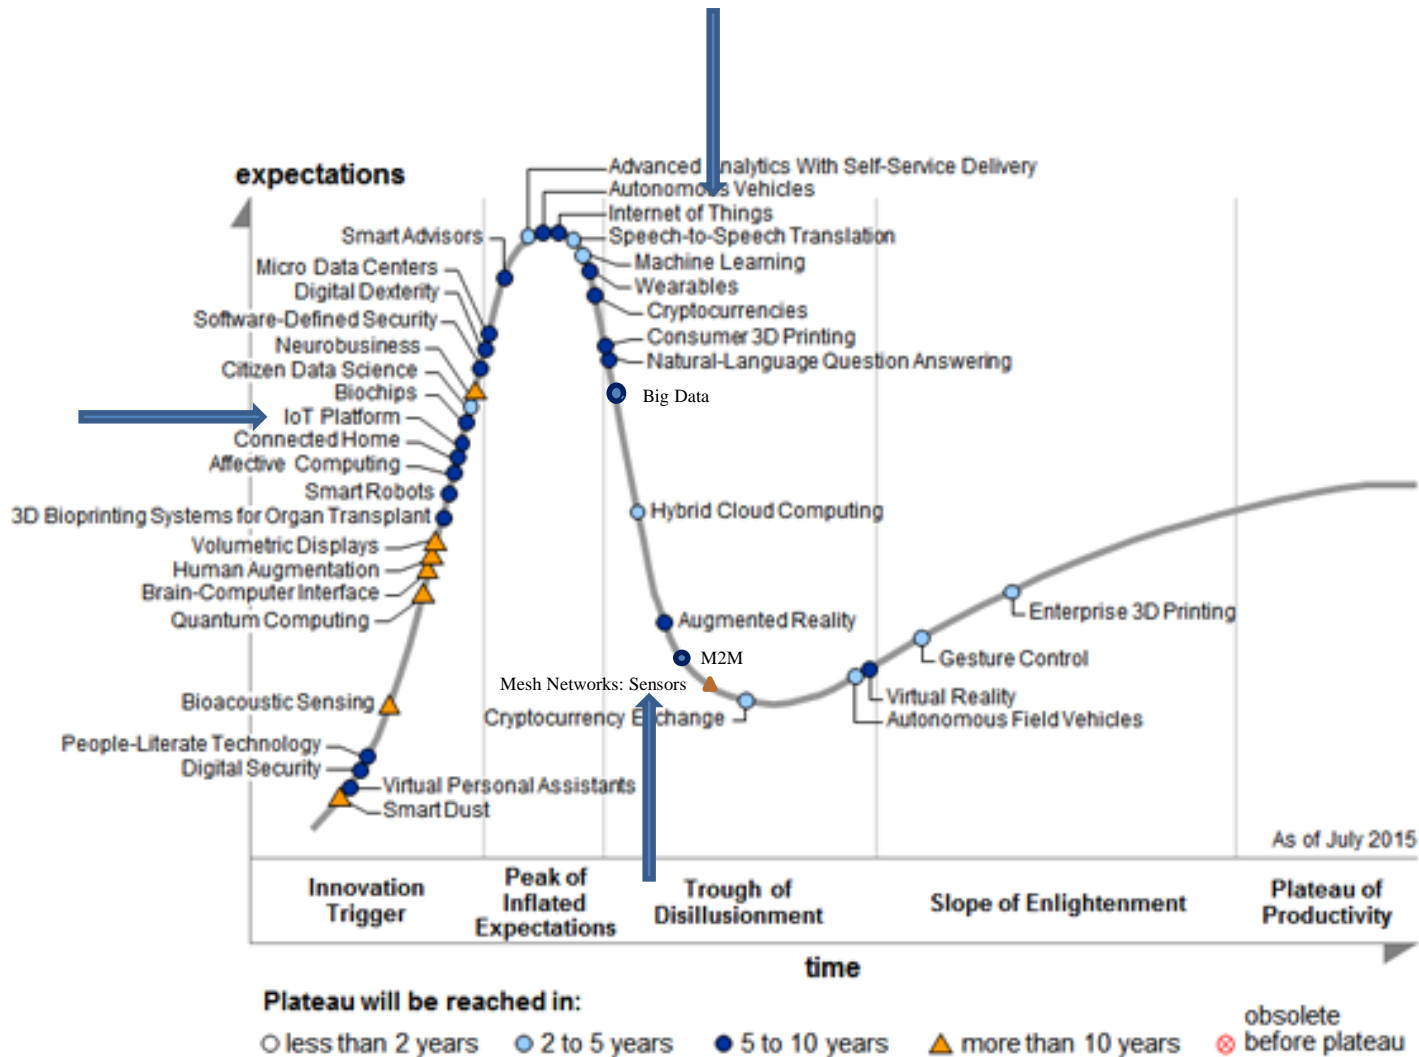 expectations
Advanced Analytics With Self-Service Delivery
Autonomous Vehicles
Internet of Things
Speech-to-Speech Translation
Machine Learning
Wearables
Cryptocurrencies
Consumer 3D Printing
Natural-Language Question Answering
Big Data
Smart Advisors
Micro Data Centers
Digital Dexterity
Software-Defined Security
Neurobusiness
Citizen Data Science
Biochips
IoT Platform
Connected Home
Affective Computing
Smart Robots
3D Bioprinting Systems for Organ Transplant
Volumetric Displays
Human Augmentation
Brain-Computer Interface
Quantum Computing
Bioacoustic Sensing
People-Literate Technology
Digital Security
Virtual Personal Assistants
Smart Dust
Hybrid Cloud Computing
Augmented Reality
M2M
Mesh Networks: Sensors
Cryptocurrency Exchange
Enterprise 3D Printing
Gesture Control
Virtual Reality
Autonomous Field Vehicles
As of July 2015
Innovation
Trigger
Peak of
Inflated
Expectations
Trough of
Disillusionment
Slope of Enlightenment
Plateau of
Productivity
time
Plateau will be reached in:
less than 2 years
2 to 5 years
5 to 10 years
more than 10 years
obsolete
before plateau